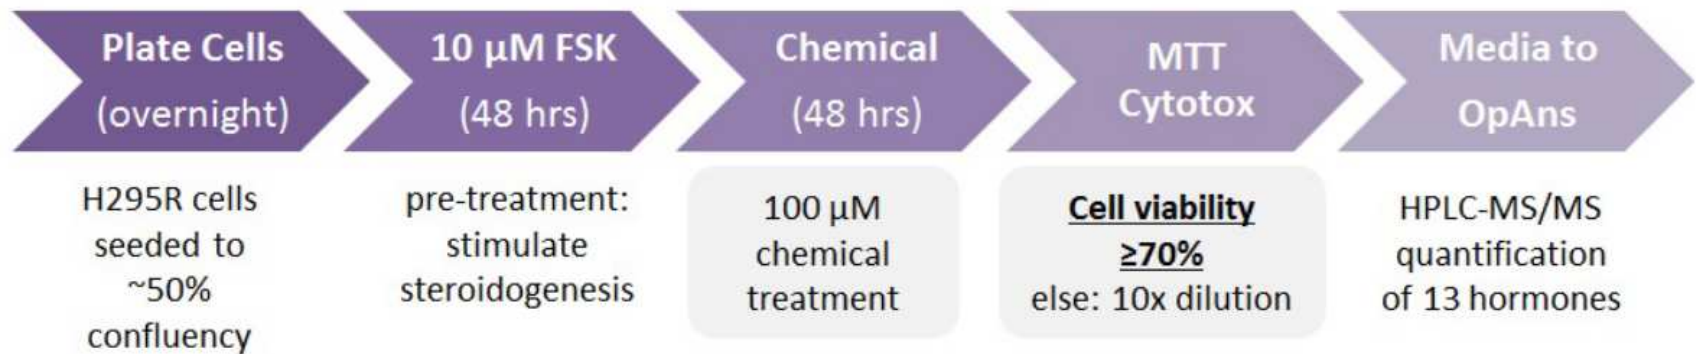 Plate Cells
(overnight)
10 µM FSK
(48 hrs)
Chemical
(48 hrs)
MTT
Cytotox
Media to
OpAns
H295R cells
seeded to
~50%
confluency
pre-treatment:
stimulate
steroidogenesis
100 µM
chemical
treatment
Cell viability
≥70%
else: 10x dilution
HPLC-MS/MS
quantification
of 13 hormones